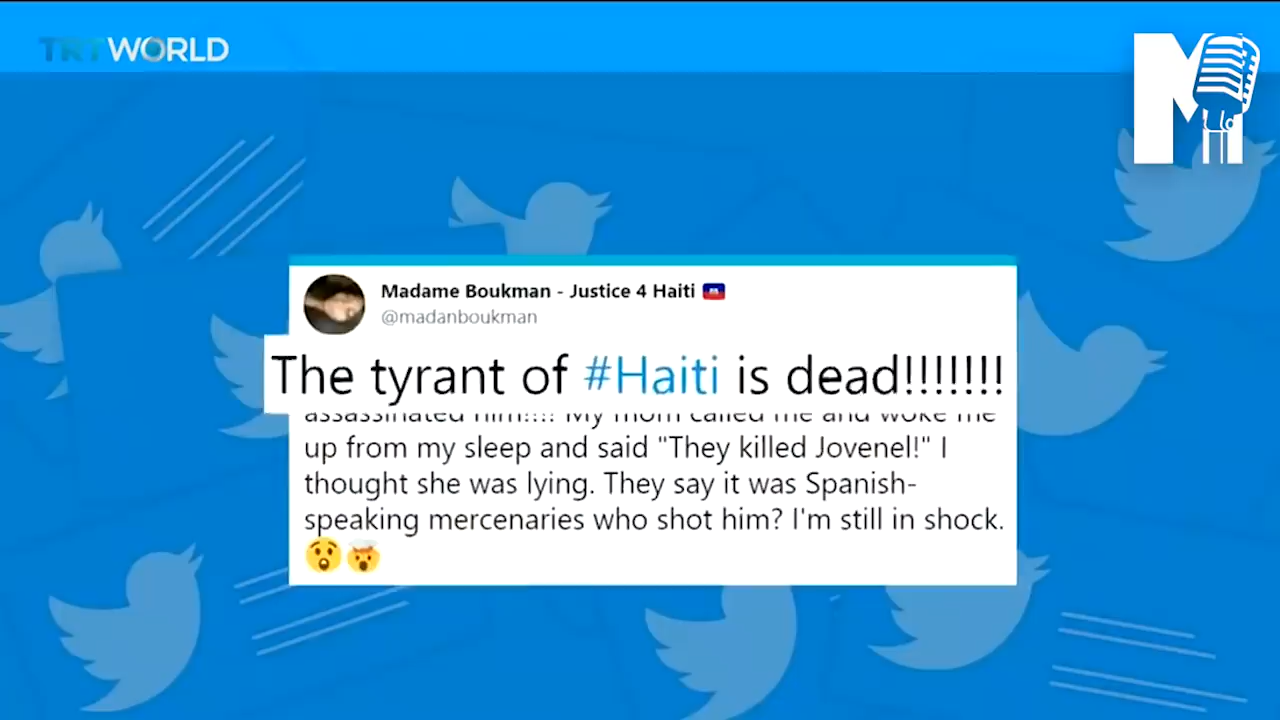 TRT WORLD
M
Madame Boukman - Justice 4 Haiti
@madanboukman
The tyrant of #Haiti is dead!!!!!!!
assassinated him!!!! My mom called me and woke me
up from my sleep and said "They killed Jovenel!" I
thought she was lying. They say it was Spanish-
speaking mercenaries who shot him? I'm still in shock.